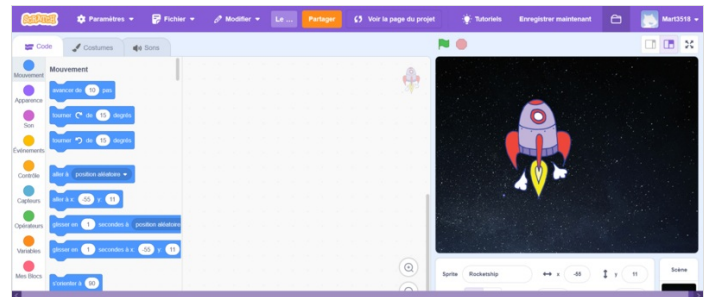 SCRATCH Paramètres Fichier Modifier Le ... Partager Voir la page du projet Tutoriels Enregistrer maintenant Mart3518
Code Costumes Sons
Mouvement
Mouvement
avancer de 10 pas
Apparence
tourner de 15 degrés
Son
tourner de 15 degrés
Événements
Contrôle
aller à position aléatoire
Capteurs
aller à x: -55 y: 11
Opérateurs
glisser en 1 secondes à position aléatoire
Variables
glisser en 1 secondes à x: -55 y: 11
Mes Blocs
s'orienter à 90
Sprite Rocketship x -55 y 11
Scène